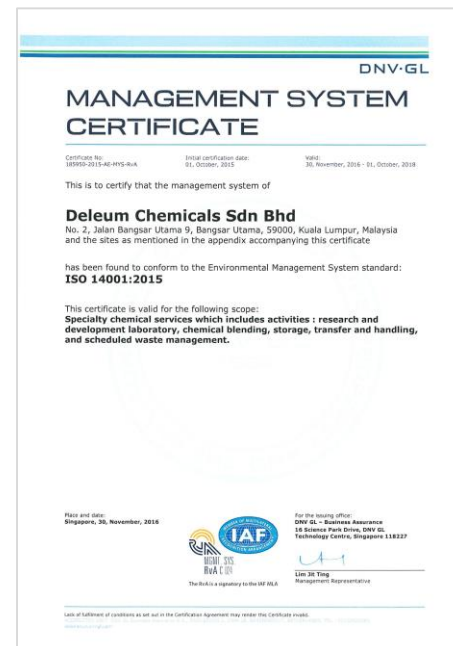 DNV·GL
MANAGEMENT SYSTEM
CERTIFICATE
Certificate No:
185950-2015-AE-MYS-RvA
Initial certification date:
01, October, 2015
Valid:
30, November, 2016 - 01, October, 2018
This is to certify that the management system of
Deleum Chemicals Sdn Bhd
No. 2, Jalan Bangsar Utama 9, Bangsar Utama, 59000, Kuala Lumpur, Malaysia
and the sites as mentioned in the appendix accompanying this certificate
has been found to conform to the Environmental Management System standard:
ISO 14001:2015
This certificate is valid for the following scope:
Specialty chemical services which includes activities : research and
development laboratory, chemical blending, storage, transfer and handling,
and scheduled waste management.
Place and date:
Singapore, 30, November, 2016
RvA
MGMT. SYS.
RvA C 024
IAF
The RvA is a signatory to the IAF MLA
For the issuing office:
DNV GL – Business Assurance
16 Science Park Drive, DNV GL
Technology Centre, Singapore 118227
Lim Jit Ting
Management Representative
Lack of fulfilment of conditions as set out in the Certification Agreement may render this Certificate invalid.